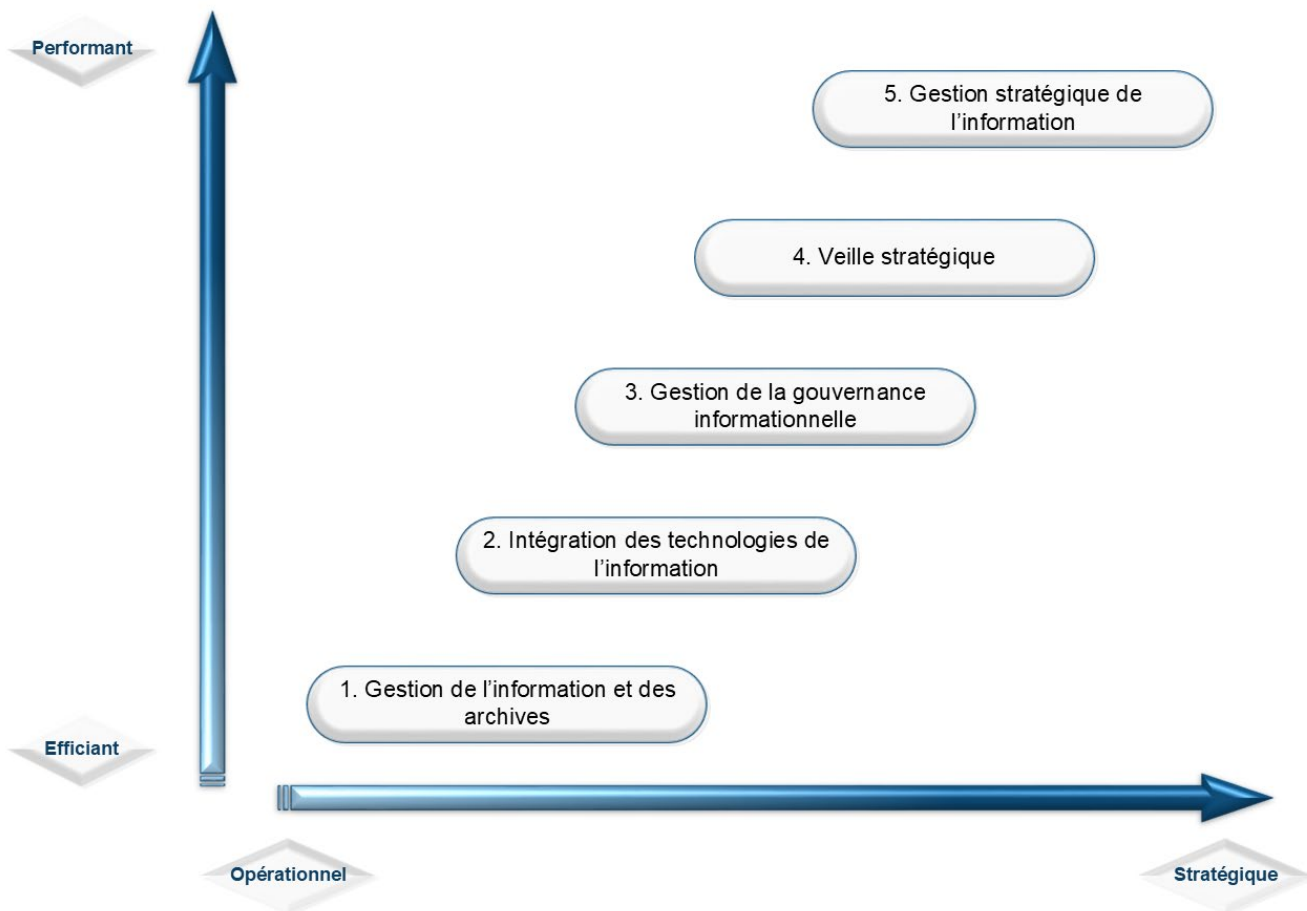 Performant
5. Gestion stratégique de
l’information
4. Veille stratégique
3. Gestion de la gouvernance
informationnelle
2. Intégration des technologies de
l’information
1. Gestion de l’information et des
archives
Efficiant
Opérationnel
Stratégique